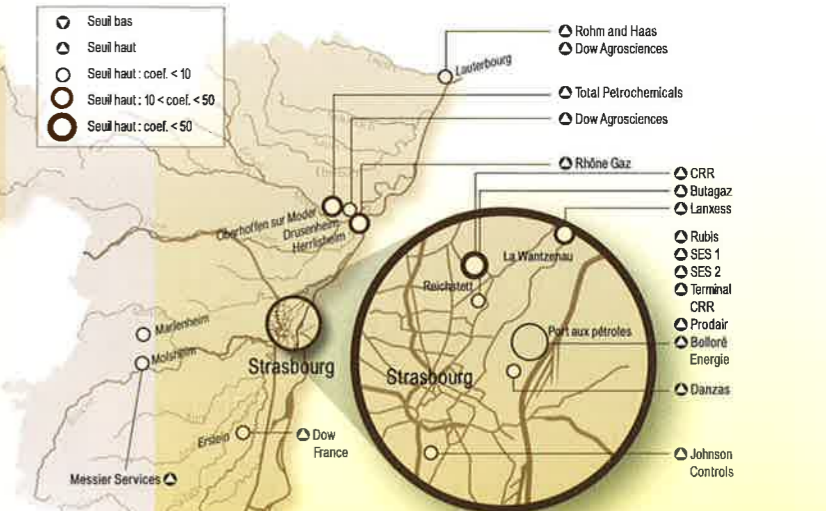 Seuil bas
Seuil haut
Seuil haut : coef. < 10
Seuil haut : 10 < coef. < 50
Seuil haut : coef. < 50
Rohm and Haas
Dow Agrosciences
Lauterbourg
Total Petrochemicals
Dow Agrosciences
Rhône Gaz
CRR
Butagaz
Lanxess
Oberhoffen sur Moder
Drusenheim
Herrlisheim
La Wantzenau
Reichstett
Rubis
SES 1
SES 2
Terminal
CRR
Prodair
Port aux pétroles
Bolloré
Energie
Marlenheim
Molsheim
Strasbourg
Strasbourg
Danzas
Erstein
Dow
France
Johnson
Controls
Messier Services